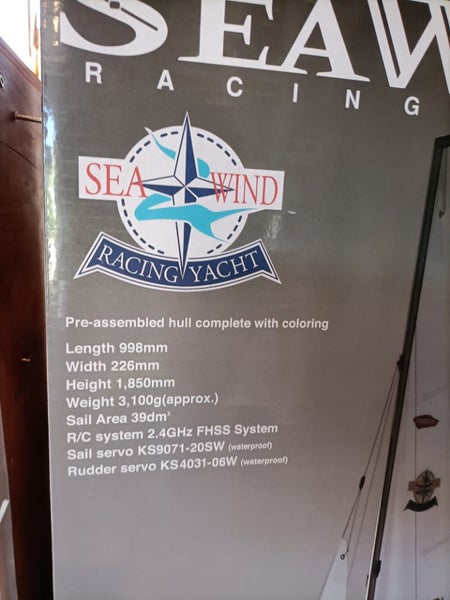 SEAW
RACING
SEA WIND
RACING YACHT
Pre-assembled hull complete with coloring
Length 998mm
Width 226mm
Height 1,850mm
Weight 3,100g(approx.)
Sail Area 39dm²
R/C system 2.4GHz FHSS System
Sail servo KS9071-20SW (waterproof)
Rudder servo KS4031-06W (waterproof)